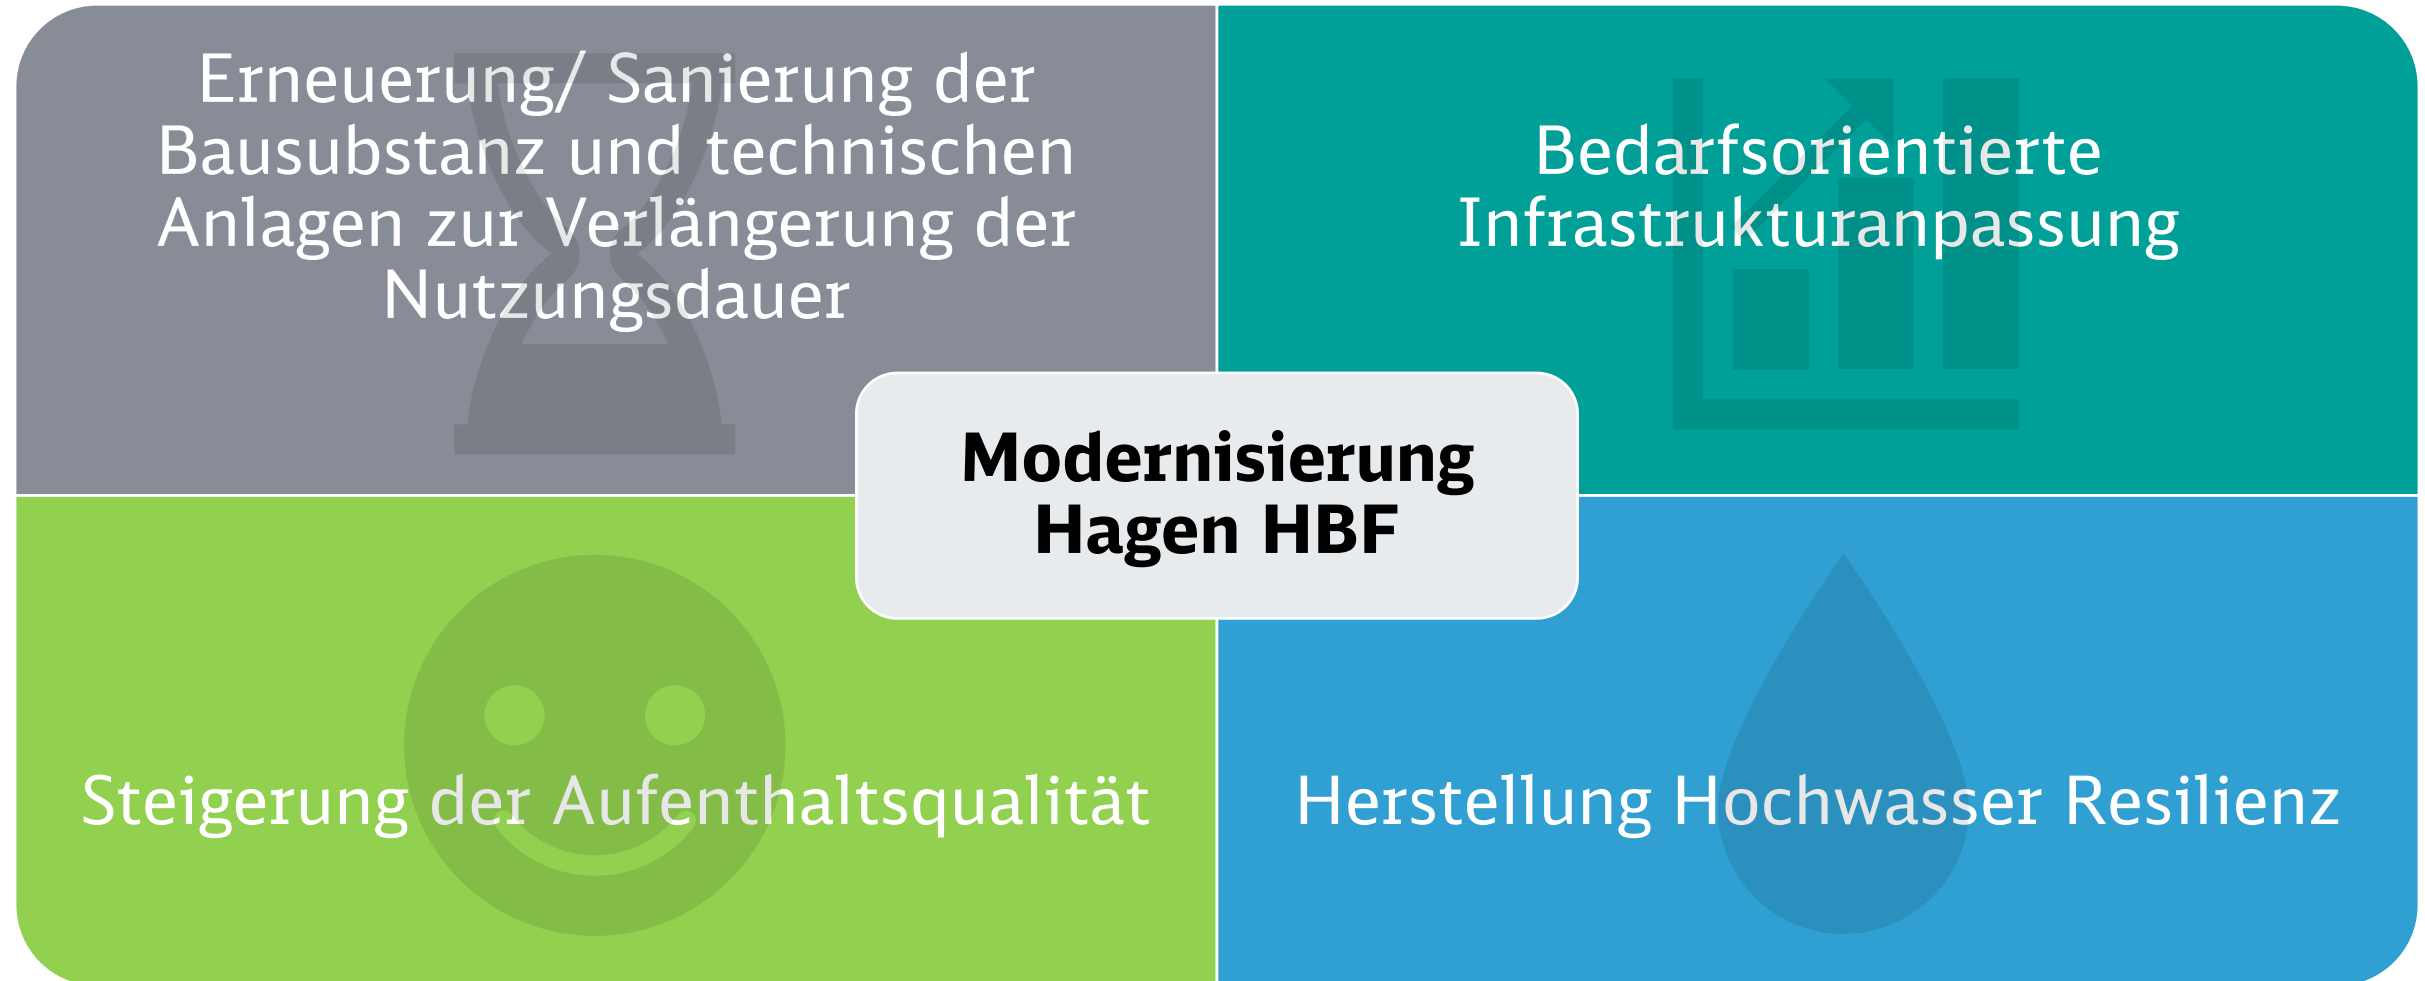 Erneuerung/ Sanierung der
Bausubstanz und technischen
Anlagen zur Verlängerung der
Nutzungsdauer
Bedarfsorientierte
Infrastrukturanpassung
Modernisierung
Hagen HBF
Steigerung der Aufenthaltsqualität
Herstellung Hochwasser Resilienz